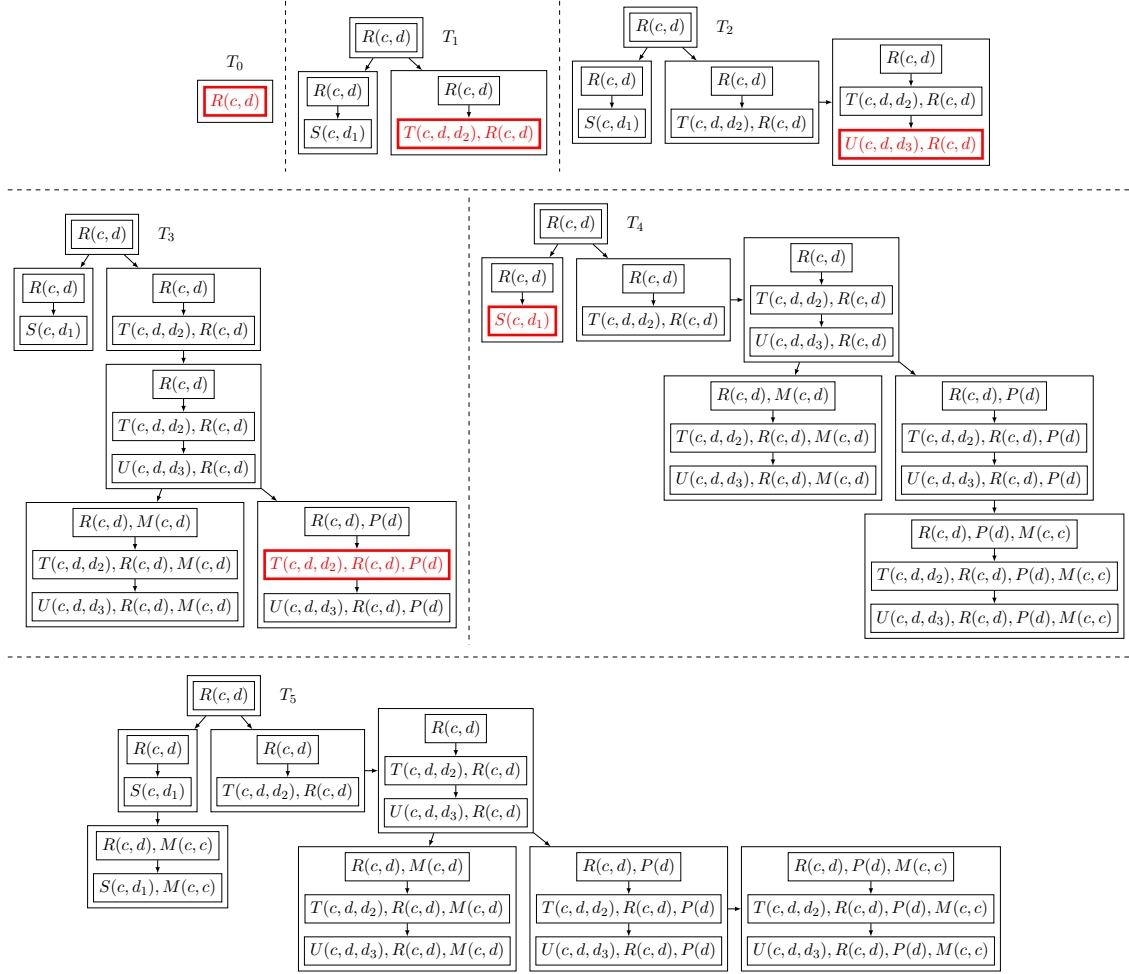 T_0
R(c, d)
R(c, d) T_1
R(c, d)
S(c, d_1)
R(c, d)
T(c, d, d_2), R(c, d)
R(c, d) T_2
R(c, d)
S(c, d_1)
R(c, d)
T(c, d, d_2), R(c, d)
R(c, d)
T(c, d, d_2), R(c, d)
U(c, d, d_3), R(c, d)
R(c, d) T_3
R(c, d)
S(c, d_1)
R(c, d)
T(c, d, d_2), R(c, d)
R(c, d)
T(c, d, d_2), R(c, d)
U(c, d, d_3), R(c, d)
R(c, d), M(c, d)
T(c, d, d_2), R(c, d), M(c, d)
U(c, d, d_3), R(c, d), M(c, d)
R(c, d), P(d)
T(c, d, d_2), R(c, d), P(d)
U(c, d, d_3), R(c, d), P(d)
R(c, d) T_4
R(c, d)
S(c, d_1)
R(c, d)
T(c, d, d_2), R(c, d)
R(c, d)
T(c, d, d_2), R(c, d)
U(c, d, d_3), R(c, d)
R(c, d), M(c, d)
T(c, d, d_2), R(c, d), M(c, d)
U(c, d, d_3), R(c, d), M(c, d)
R(c, d), P(d)
T(c, d, d_2), R(c, d), P(d)
U(c, d, d_3), R(c, d), P(d)
R(c, d), P(d), M(c, c)
T(c, d, d_2), R(c, d), P(d), M(c, c)
U(c, d, d_3), R(c, d), P(d), M(c, c)
R(c, d) T_5
R(c, d)
S(c, d_1)
R(c, d)
T(c, d, d_2), R(c, d)
R(c, d)
T(c, d, d_2), R(c, d)
U(c, d, d_3), R(c, d)
R(c, d), M(c, c)
S(c, d_1), M(c, c)
R(c, d), M(c, d)
T(c, d, d_2), R(c, d), M(c, d)
U(c, d, d_3), R(c, d), M(c, d)
R(c, d), P(d)
T(c, d, d_2), R(c, d), P(d)
U(c, d, d_3), R(c, d), P(d)
R(c, d), P(d), M(c, c)
T(c, d, d_2), R(c, d), P(d), M(c, c)
U(c, d, d_3), R(c, d), P(d), M(c, c)